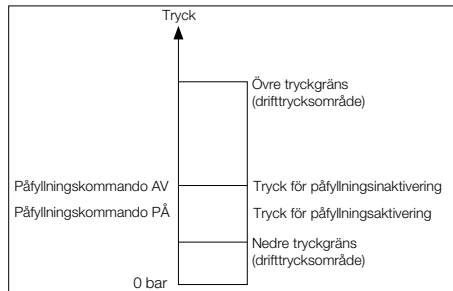 Tryck
Övre tryckgräns
(drifttrycksområde)
Påfyllningskommando AV
Tryck för påfyllningsinaktivering
Påfyllningskommando PÅ
Tryck för påfyllningsaktivering
Nedre tryckgräns
(drifttrycksområde)
0 bar